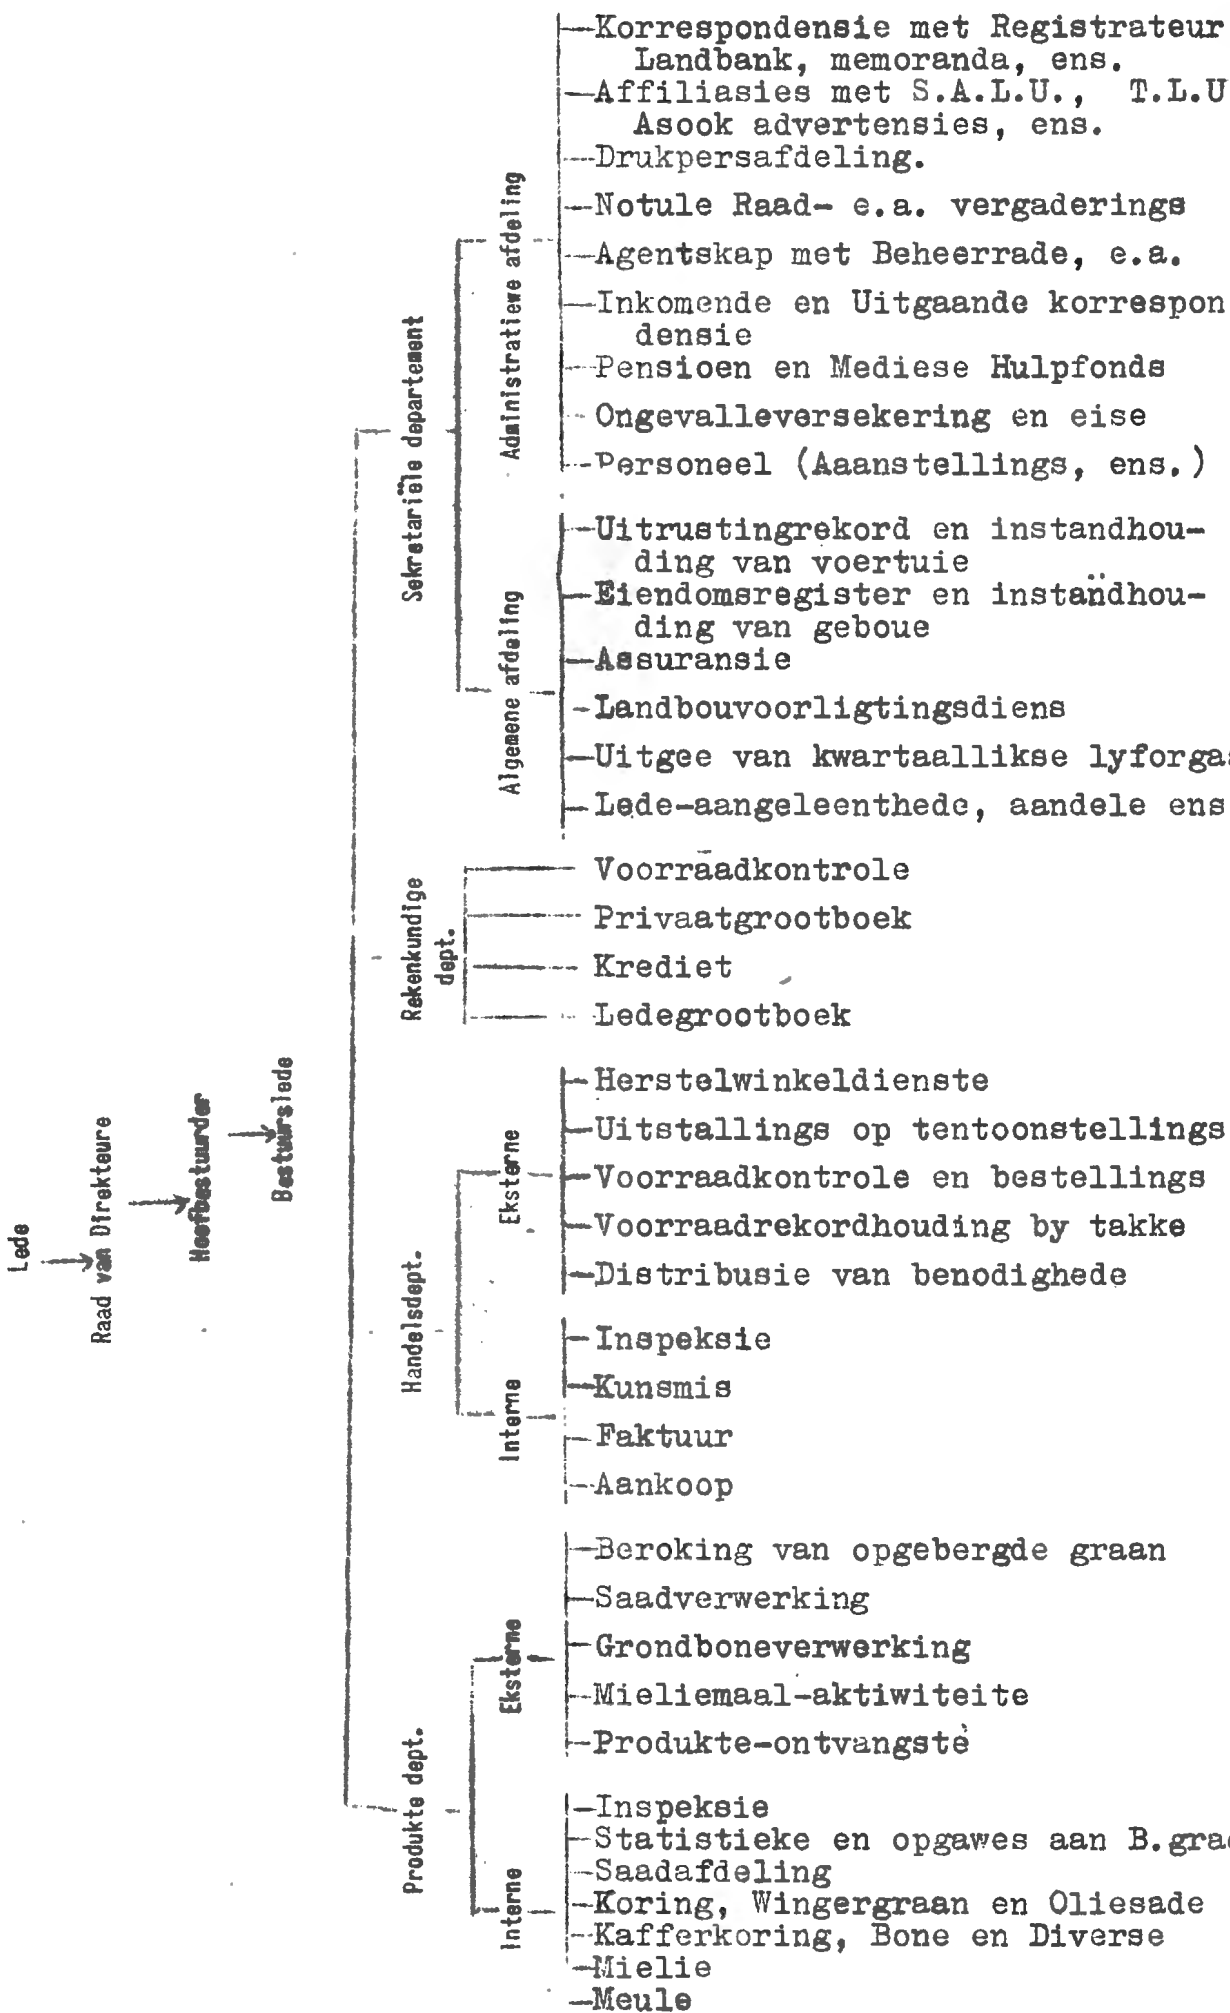 Korrespondensie met Registrateur
Landbank, memoranda, ens.
Affiliasies met S.A.L.U., T.L.U
Asook advertensies, ens.
Drukpersafdeling.
Notule Raad- e.a. vergaderings
Agentskap met Beheerrade, e.a.
Inkomende en Uitgaande korrespon
densie
Pensioen en Mediese Hulpfonds
Ongevalleversekering en eise
Personeel (Aaanstellings, ens.)
Administratiewe afdeling
Sekretariële departement
Uitrustingrekord en instandhou-
ding van voertuie
Eiendomsregister en instandhou-
ding van geboue
Assuransie
Landbouvoorligtingsdiens
Uitgee van kwartaallikse lyforgaa
Lede-aangeleenthede, aandele ens
Algemene afdeling
Voorraadkontrole
Privaatgrootboek
Krediet
Ledegrootboek
Rekenkundige
dept.
Lede
Raad van Direkteure
Hoofbestuurder
Bestuurslede
Herstelwinkeldienste
Uitstallings op tentoonstellings
Voorraadkontrole en bestellings
Voorraadrekordhouding by takke
Distribusie van benodighede
Eksterne
Handelsdept.
Inspeksie
Kunsmis
Faktuur
Aankoop
Interne
Beroking van opgebergde graan
Saadverwerking
Grondboneverwerking
Mieliemaal-aktiwiteite
Produkte-ontvangste
Eksterne
Produkte dept.
Inspeksie
Statistieke en opgawes aan B.graa
Saadafdeling
Koring, Wingergraan en Oliesade
Kafferkoring, Bone en Diverse
Mielie
Meule
Interne